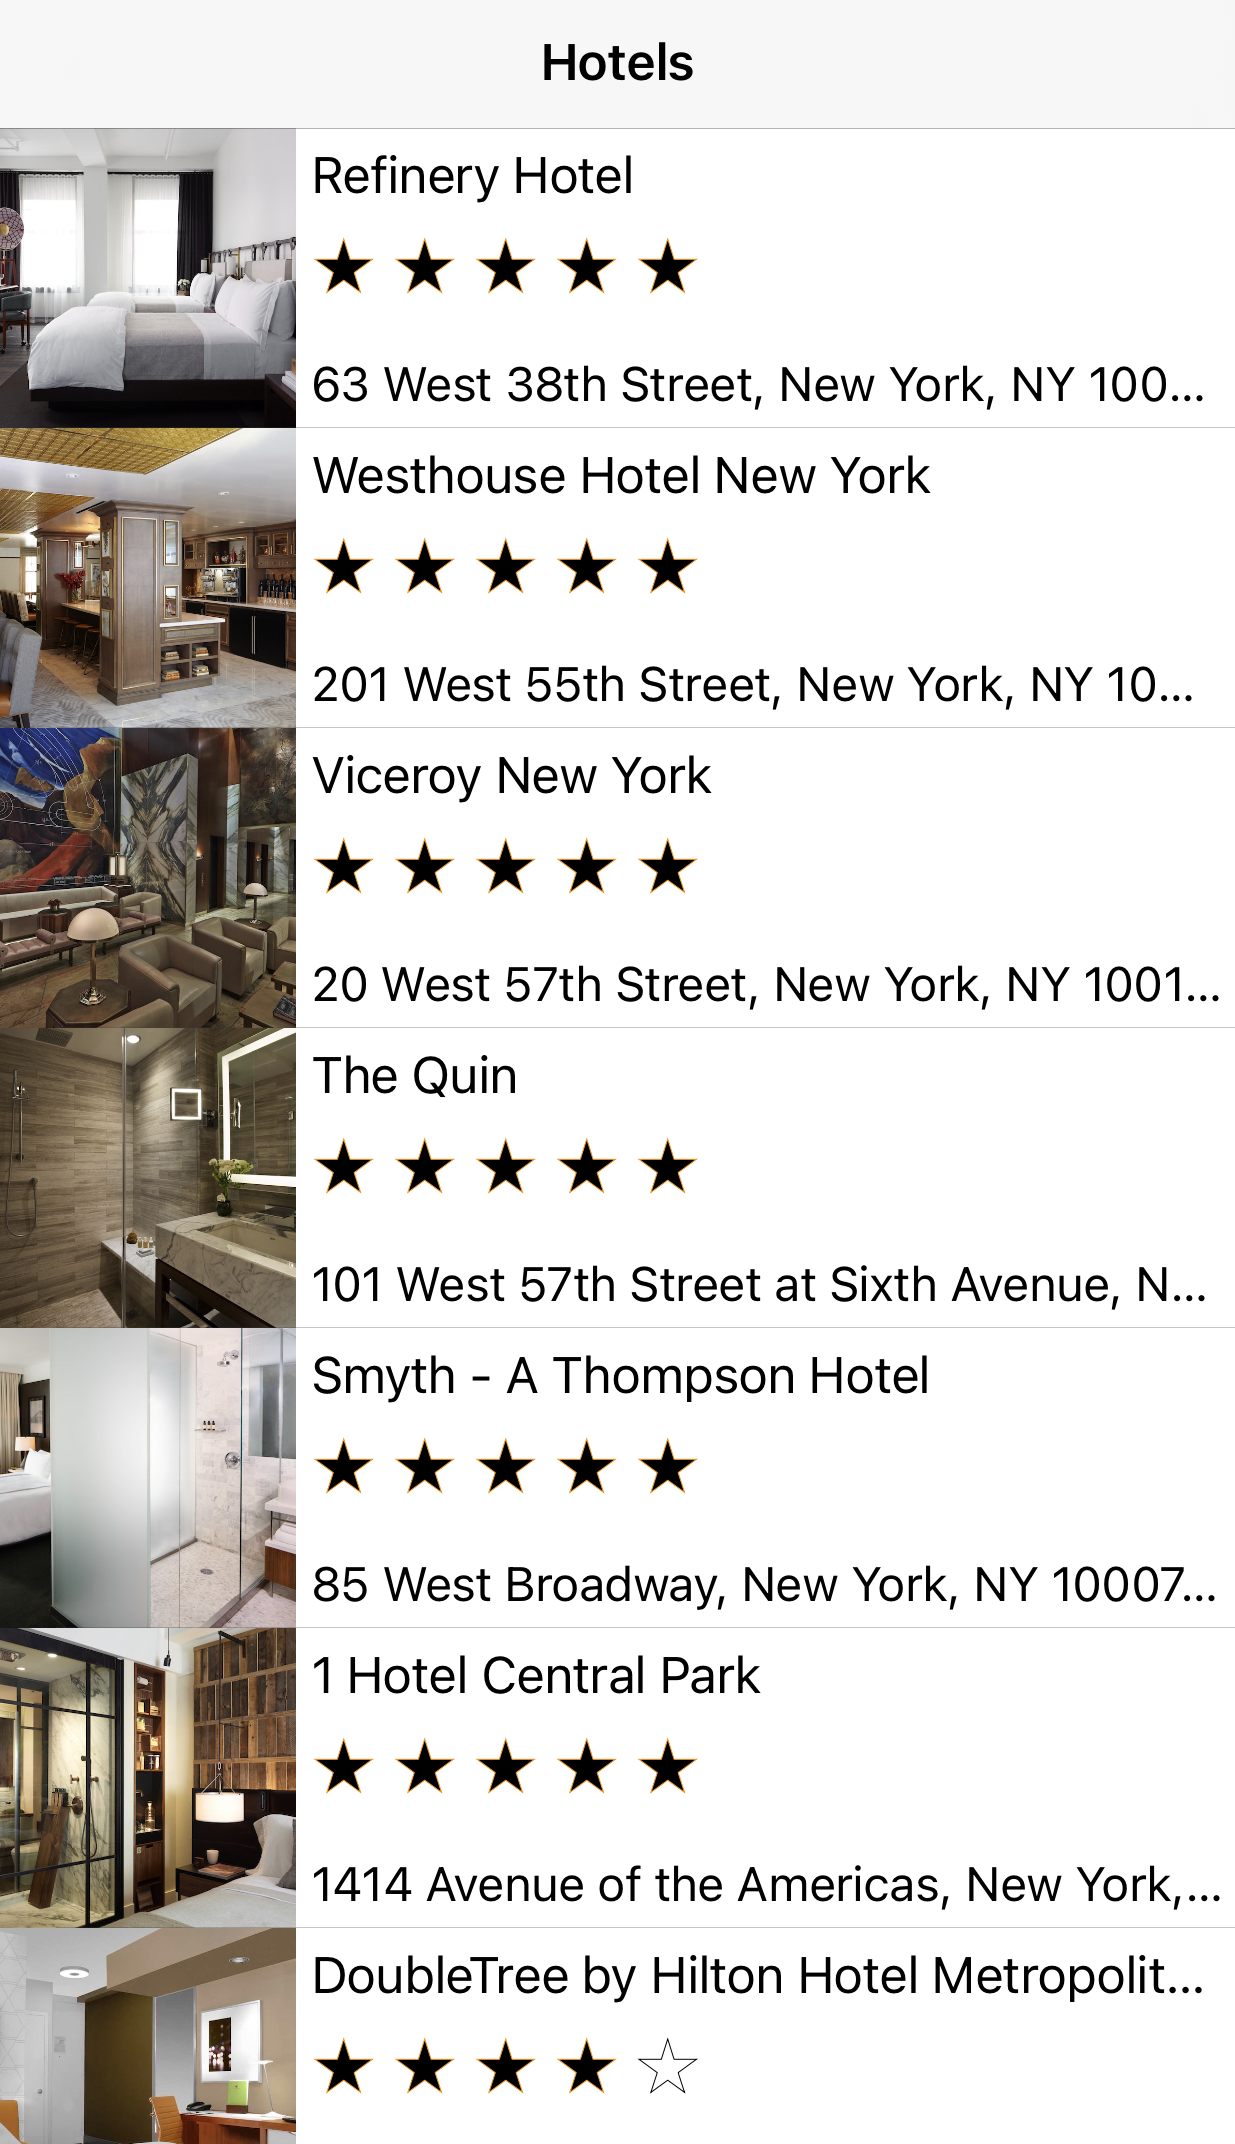 Hotels
Refinery Hotel
63 West 38th Street, New York, NY 100...
Westhouse Hotel New York
201 West 55th Street, New York, NY 10...
Viceroy New York
20 West 57th Street, New York, NY 1001...
The Quin
101 West 57th Street at Sixth Avenue, N...
Smyth - A Thompson Hotel
85 West Broadway, New York, NY 10007...
1 Hotel Central Park
1414 Avenue of the Americas, New York,...
DoubleTree by Hilton Hotel Metropolit...